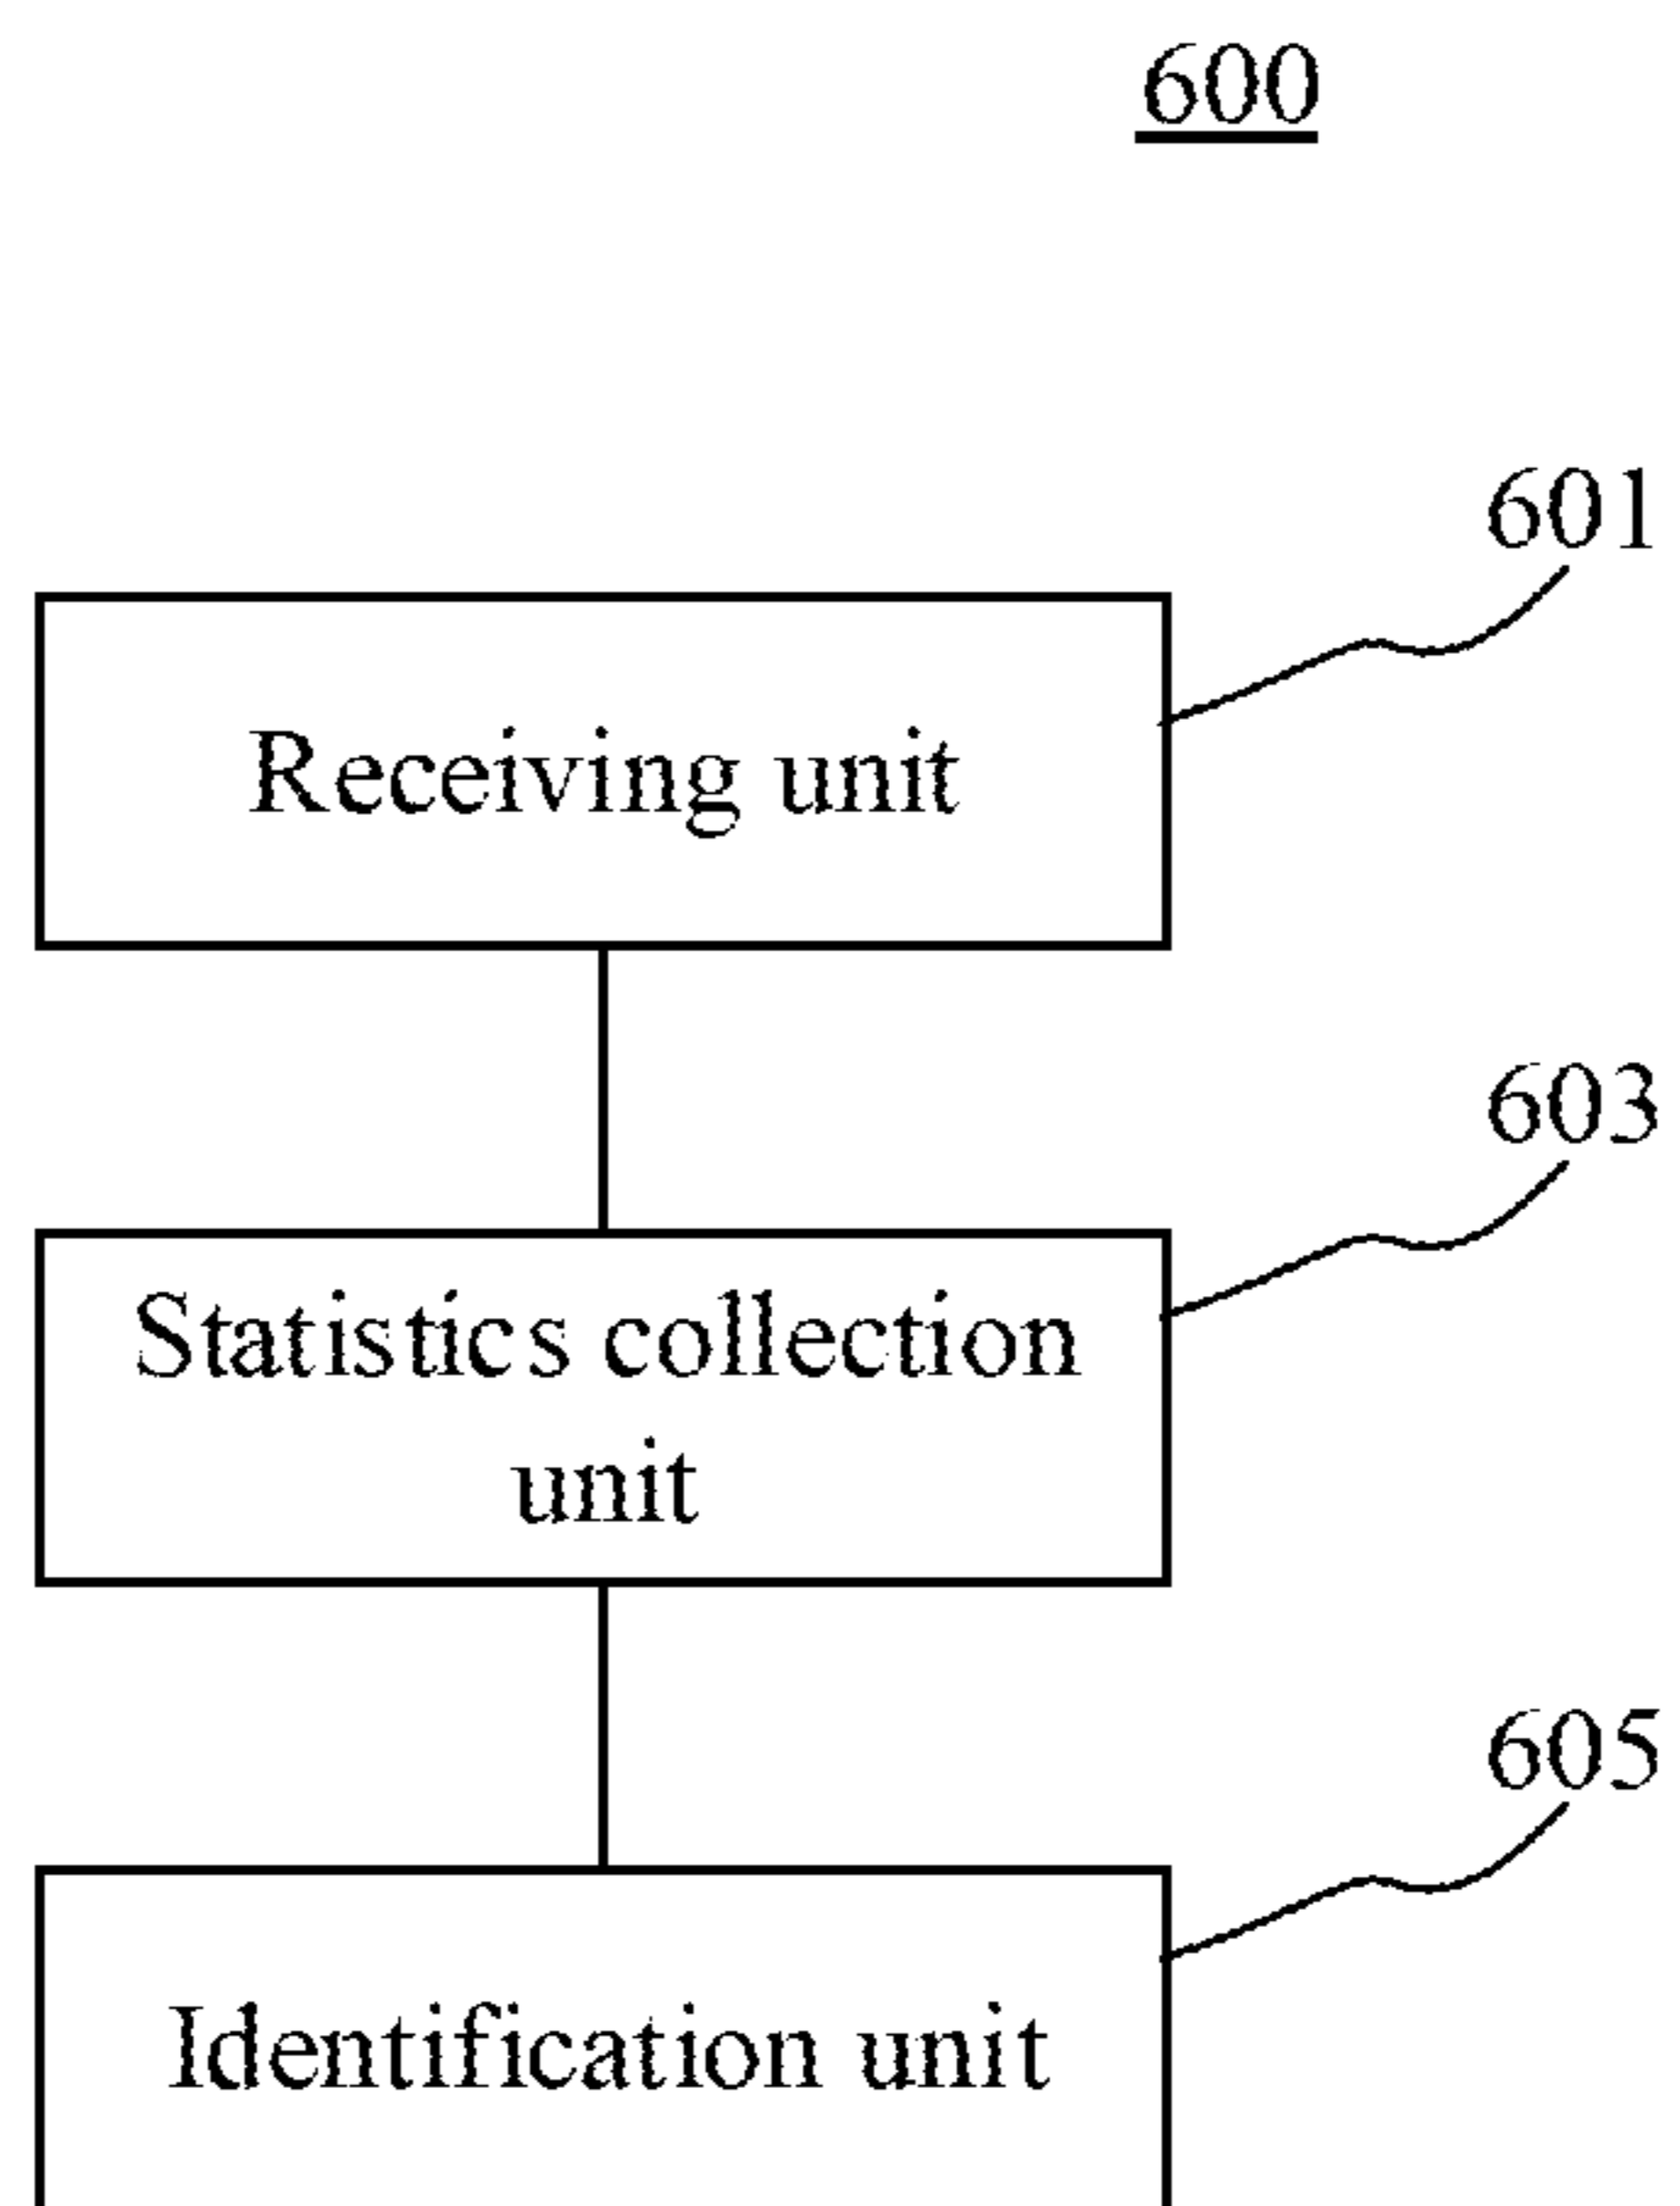 600
601
Receiving unit
603
Statistics collection
unit
605
Identification unit